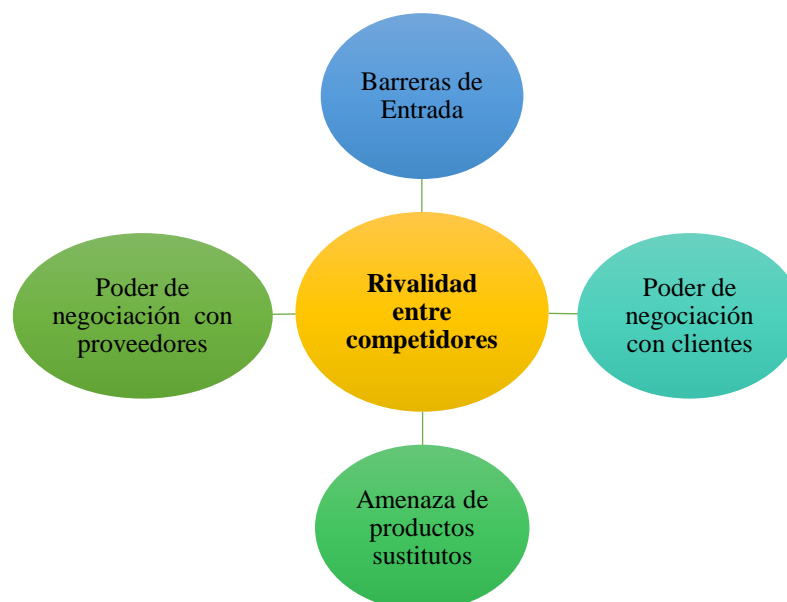 Barreras de
Entrada
Poder de
negociación con
proveedores
Rivalidad
entre
competidores
Poder de
negociación
con clientes
Amenaza de
productos
sustitutos